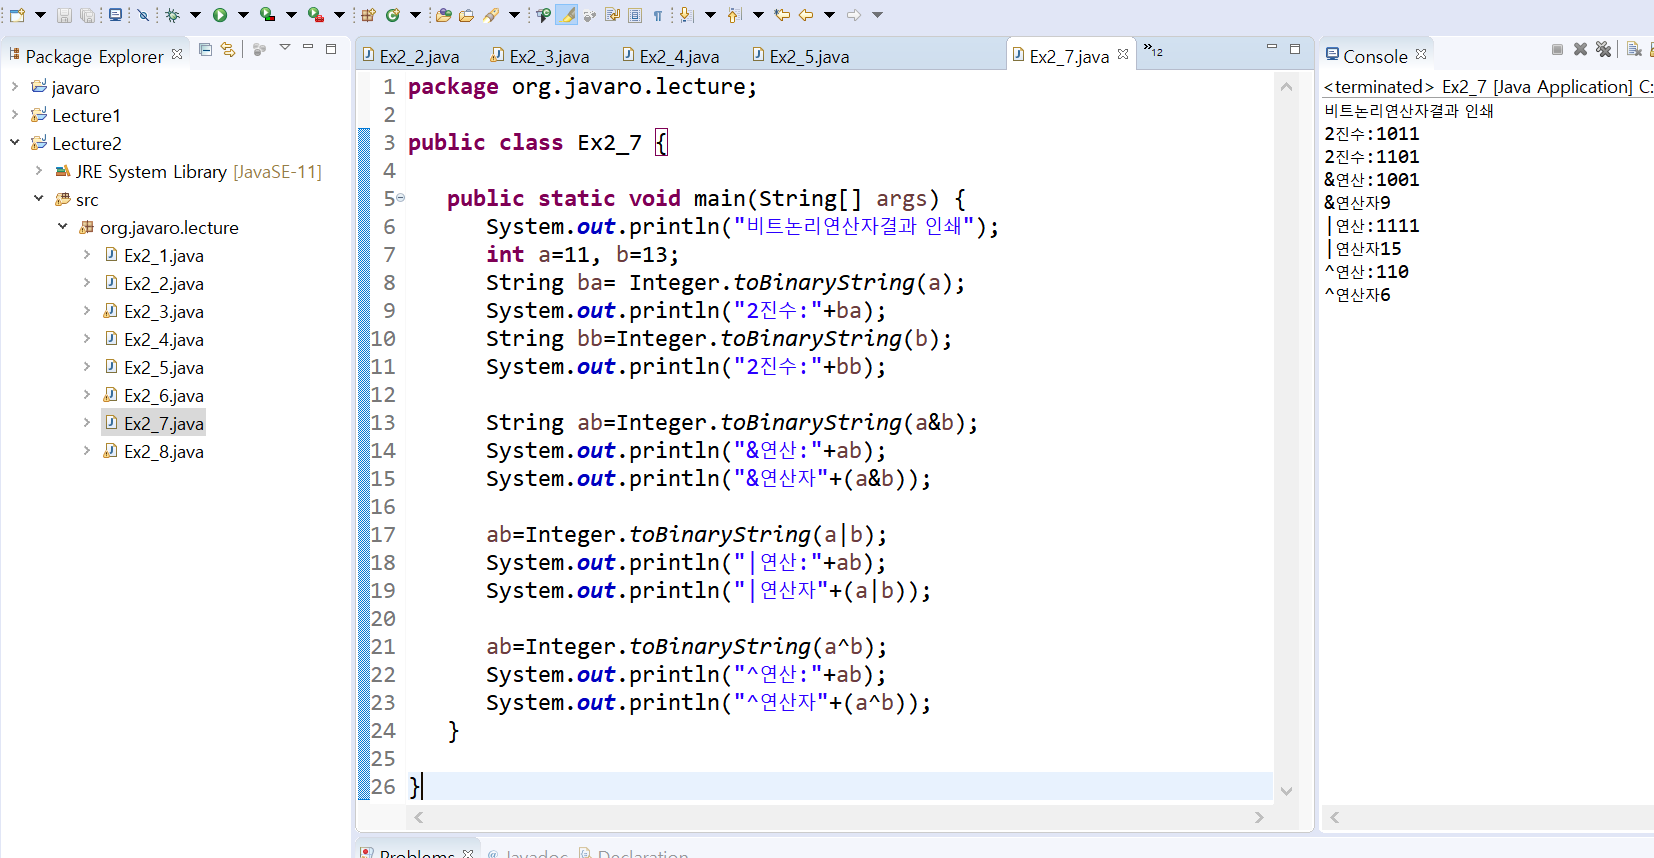 Package Explorer
javaro
Lecture1
Lecture2
JRE System Library [JavaSE-11]
src
org.javaro.lecture
Ex2_1.java
Ex2_2.java
Ex2_3.java
Ex2_4.java
Ex2_5.java
Ex2_6.java
Ex2_7.java
Ex2_8.java
Ex2_2.java Ex2_3.java Ex2_4.java Ex2_5.java Ex2_7.java »12
1 package org.javaro.lecture;
2
3 public class Ex2_7 {
4
5 public static void main(String[] args) {
6 System.out.println("비트논리연산자결과 인쇄");
7 int a=11, b=13;
8 String ba= Integer.toBinaryString(a);
9 System.out.println("2진수:"+ba);
10 String bb=Integer.toBinaryString(b);
11 System.out.println("2진수:"+bb);
12
13 String ab=Integer.toBinaryString(a&b);
14 System.out.println("&연산:"+ab);
15 System.out.println("&연산자"+(a&b));
16
17 ab=Integer.toBinaryString(a|b);
18 System.out.println("|연산:"+ab);
19 System.out.println("|연산자"+(a|b));
20
21 ab=Integer.toBinaryString(a^b);
22 System.out.println("^연산:"+ab);
23 System.out.println("^연산자"+(a^b));
24 }
25
26 }
Problems @ Javadoc Declaration
Console
<terminated> Ex2_7 [Java Application] C:
비트논리연산자결과 인쇄
2진수:1011
2진수:1101
&연산:1001
&연산자9
|연산:1111
|연산자15
^연산:110
^연산자6